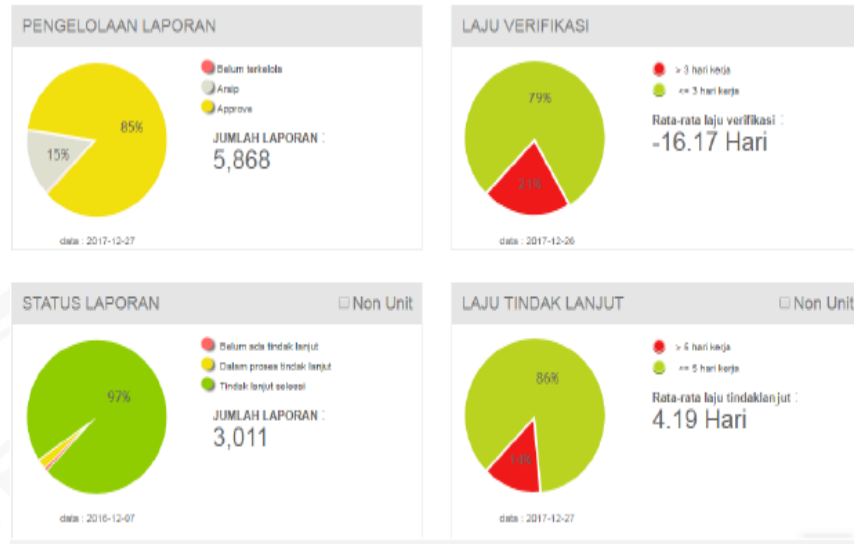 PENGELOLAAN LAPORAN
85%
15%
Belum terkelola
Arsip
Approve
JUMLAH LAPORAN :
5,868
data : 2017-12-27
LAJU VERIFIKASI
79%
21%
> 3 hari kerja
<= 3 hari kerja
Rata-rata laju verifikasi :
-16.17 Hari
data : 2017-12-26
STATUS LAPORAN
Non Unit
97%
Belum ada tindak lanjut
Dalam proses tindak lanjut
Tindak lanjut selesai
JUMLAH LAPORAN :
3,011
data : 2016-12-07
LAJU TINDAK LANJUT
Non Unit
86%
14%
> 5 hari kerja
<= 5 hari kerja
Rata-rata laju tindaklanjut :
4.19 Hari
data : 2017-12-27